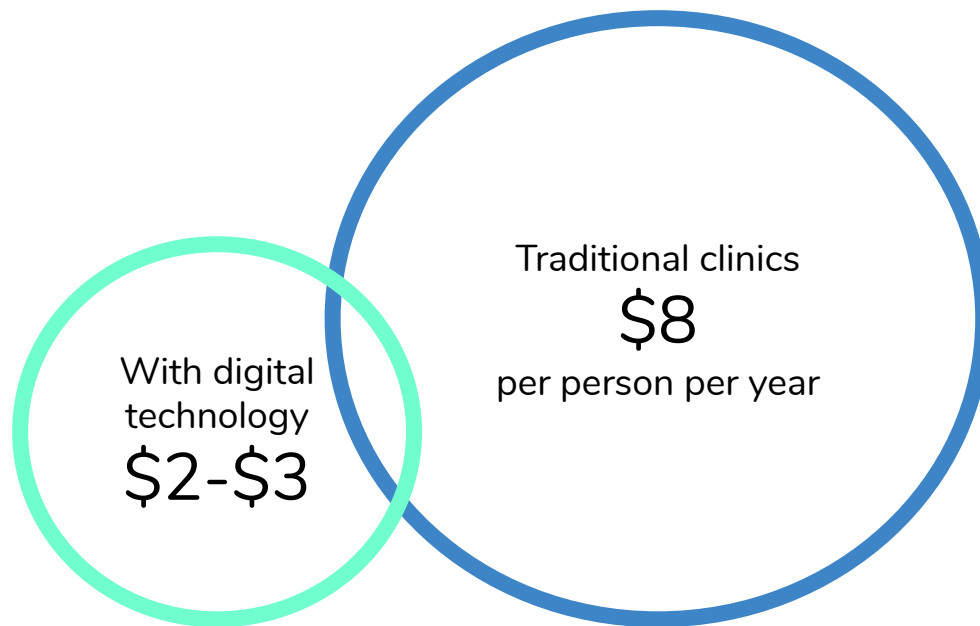 With digital
technology
$2-$3
Traditional clinics
$8
per person per year